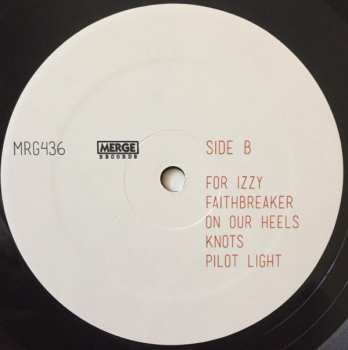 MRG436
MERGE
RECORDS
SIDE B
FOR IZZY
FAITHBREAKER
ON OUR HEELS
KNOTS
PILOT LIGHT